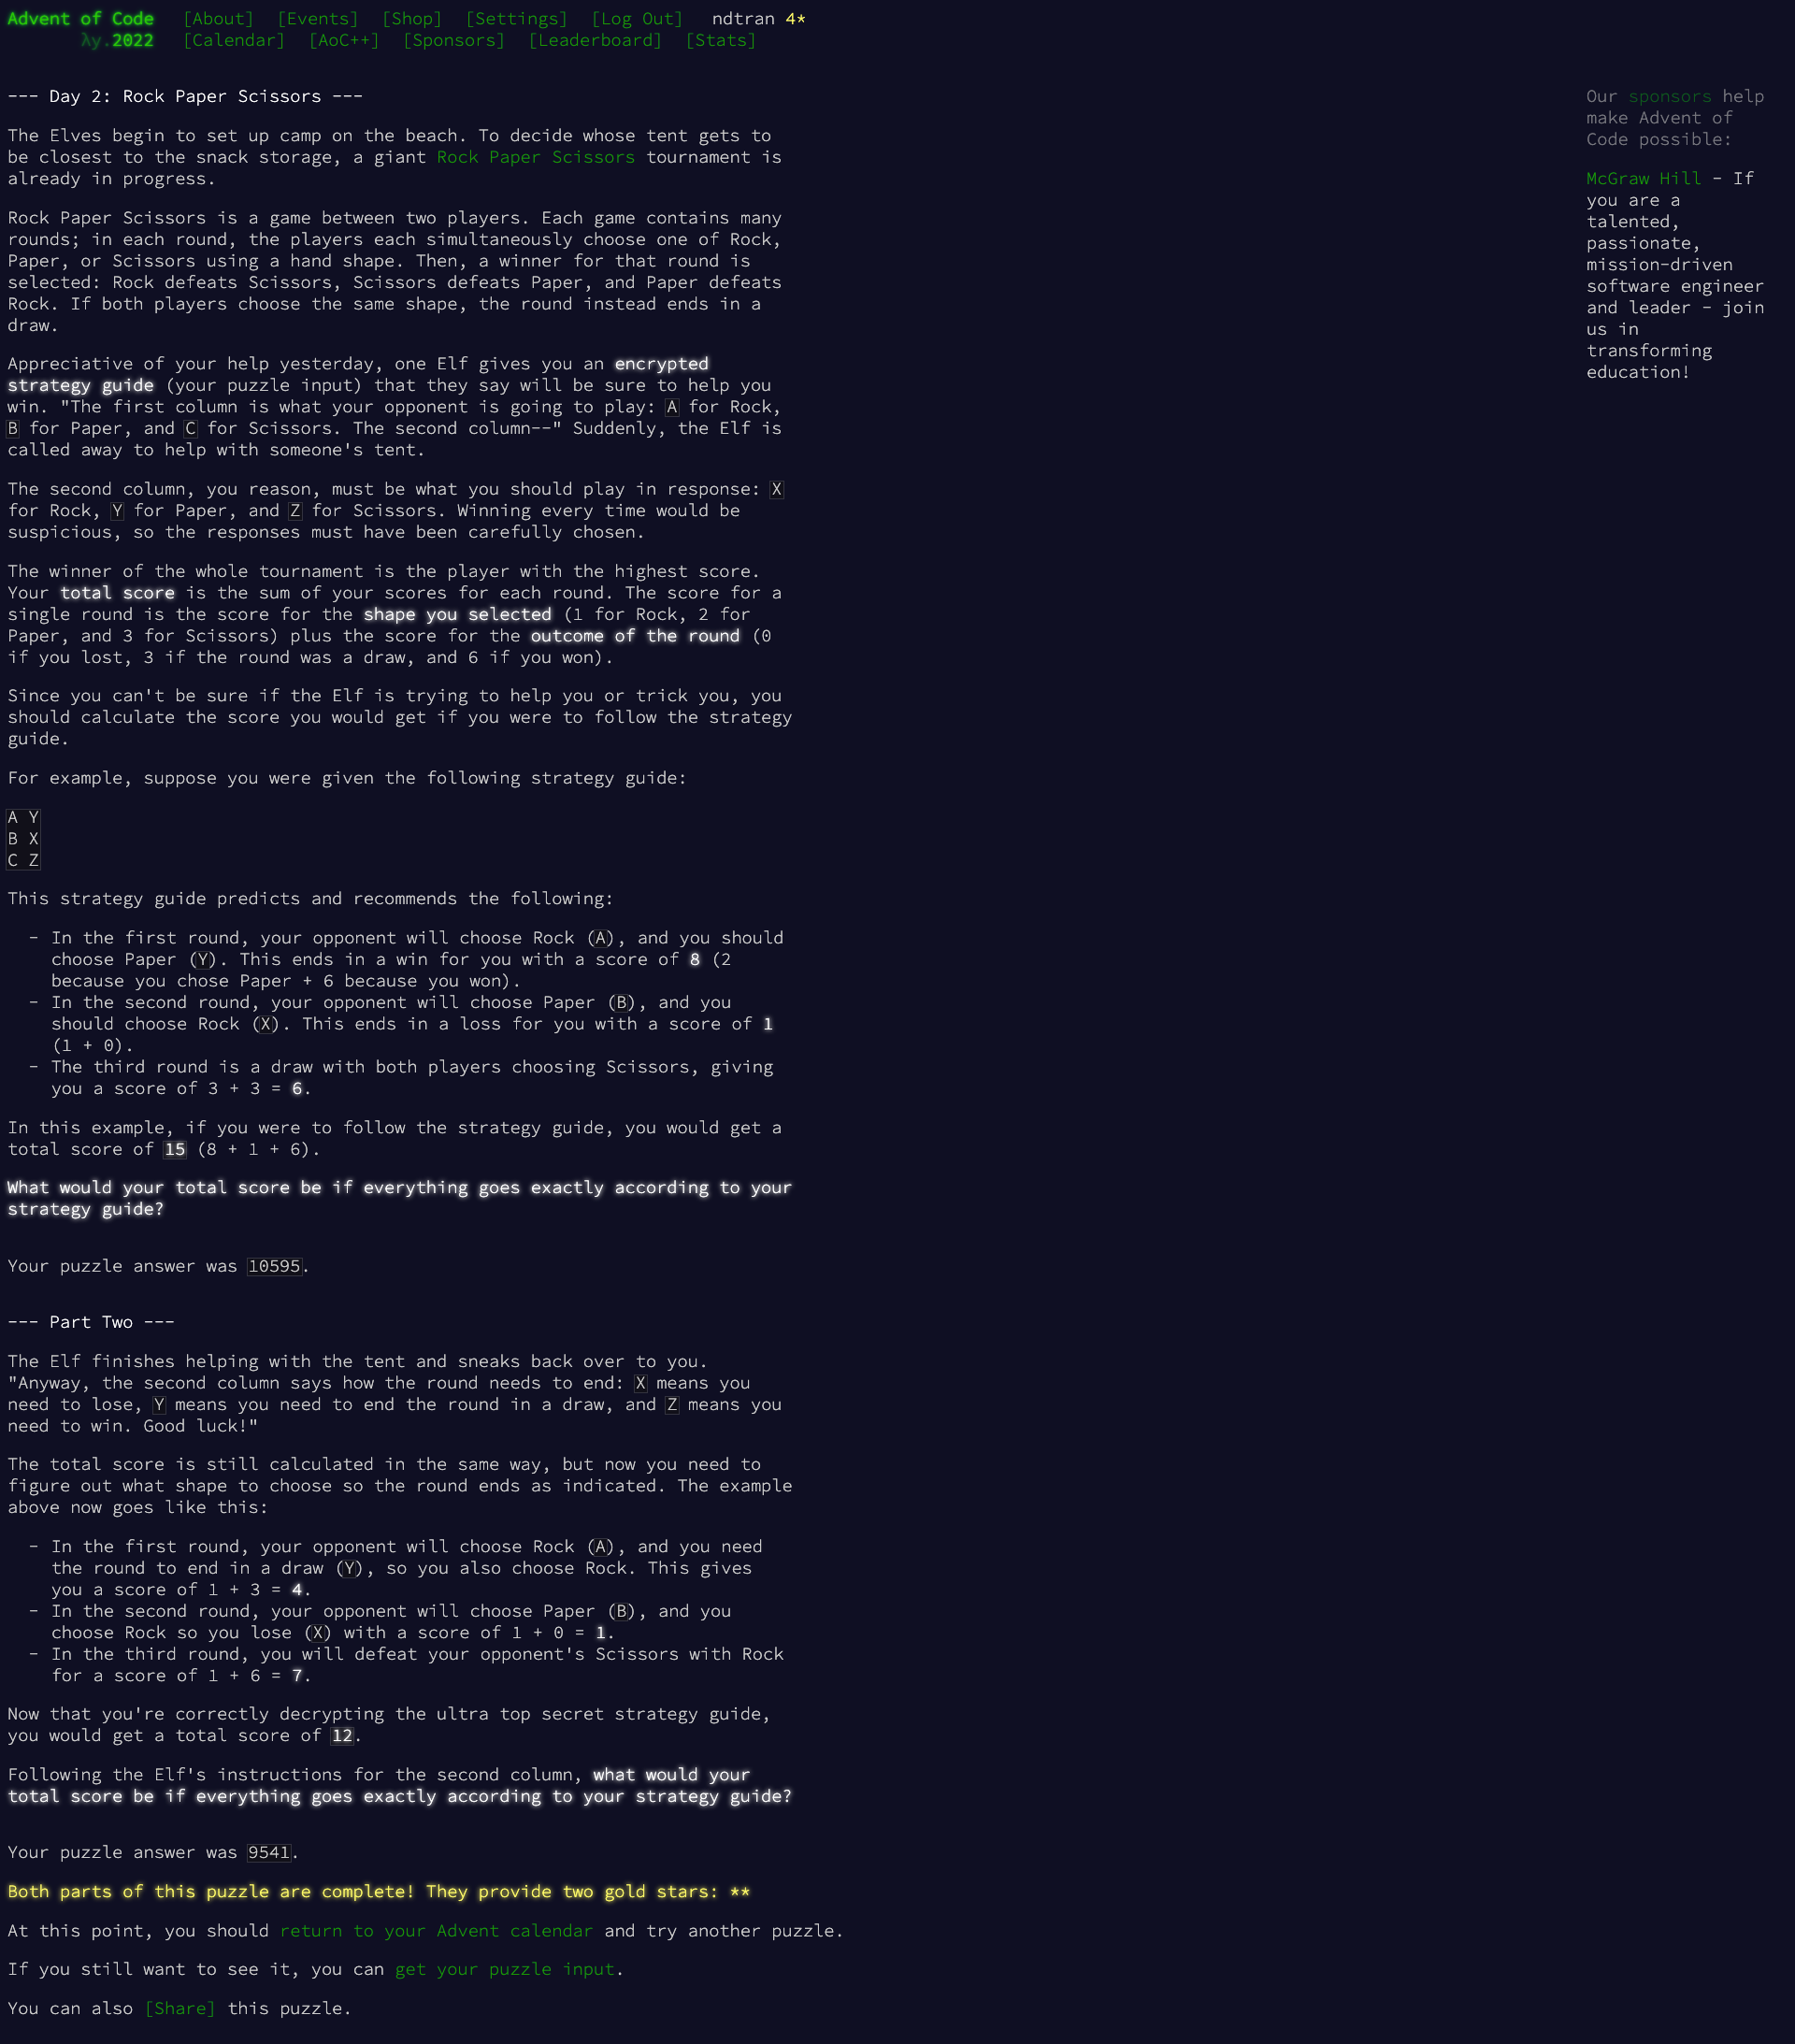 Advent of Code [About] [Events] [Shop] [Settings] [Log Out] ndtran 4*
λy.2022 [Calendar] [AoC++] [Sponsors] [Leaderboard] [Stats]
--- Day 2: Rock Paper Scissors ---
The Elves begin to set up camp on the beach. To decide whose tent gets to
be closest to the snack storage, a giant Rock Paper Scissors tournament is
already in progress.
Rock Paper Scissors is a game between two players. Each game contains many
rounds; in each round, the players each simultaneously choose one of Rock,
Paper, or Scissors using a hand shape. Then, a winner for that round is
selected: Rock defeats Scissors, Scissors defeats Paper, and Paper defeats
Rock. If both players choose the same shape, the round instead ends in a
draw.
Appreciative of your help yesterday, one Elf gives you an encrypted
strategy guide (your puzzle input) that they say will be sure to help you
win. "The first column is what your opponent is going to play: A for Rock,
B for Paper, and C for Scissors. The second column--" Suddenly, the Elf is
called away to help with someone's tent.
The second column, you reason, must be what you should play in response: X
for Rock, Y for Paper, and Z for Scissors. Winning every time would be
suspicious, so the responses must have been carefully chosen.
The winner of the whole tournament is the player with the highest score.
Your total score is the sum of your scores for each round. The score for a
single round is the score for the shape you selected (1 for Rock, 2 for
Paper, and 3 for Scissors) plus the score for the outcome of the round (0
if you lost, 3 if the round was a draw, and 6 if you won).
Since you can't be sure if the Elf is trying to help you or trick you, you
should calculate the score you would get if you were to follow the strategy
guide.
For example, suppose you were given the following strategy guide:
A Y
B X
C Z
This strategy guide predicts and recommends the following:
- In the first round, your opponent will choose Rock (A), and you should
choose Paper (Y). This ends in a win for you with a score of 8 (2
because you chose Paper + 6 because you won).
- In the second round, your opponent will choose Paper (B), and you
should choose Rock (X). This ends in a loss for you with a score of 1
(1 + 0).
- The third round is a draw with both players choosing Scissors, giving
you a score of 3 + 3 = 6.
In this example, if you were to follow the strategy guide, you would get a
total score of 15 (8 + 1 + 6).
What would your total score be if everything goes exactly according to your
strategy guide?
Your puzzle answer was 10595.
--- Part Two ---
The Elf finishes helping with the tent and sneaks back over to you.
"Anyway, the second column says how the round needs to end: X means you
need to lose, Y means you need to end the round in a draw, and Z means you
need to win. Good luck!"
The total score is still calculated in the same way, but now you need to
figure out what shape to choose so the round ends as indicated. The example
above now goes like this:
- In the first round, your opponent will choose Rock (A), and you need
the round to end in a draw (Y), so you also choose Rock. This gives
you a score of 1 + 3 = 4.
- In the second round, your opponent will choose Paper (B), and you
choose Rock so you lose (X) with a score of 1 + 0 = 1.
- In the third round, you will defeat your opponent's Scissors with Rock
for a score of 1 + 6 = 7.
Now that you're correctly decrypting the ultra top secret strategy guide,
you would get a total score of 12.
Following the Elf's instructions for the second column, what would your
total score be if everything goes exactly according to your strategy guide?
Your puzzle answer was 9541.
Both parts of this puzzle are complete! They provide two gold stars: **
At this point, you should return to your Advent calendar and try another puzzle.
If you still want to see it, you can get your puzzle input.
You can also [Share] this puzzle.
Our sponsors help
make Advent of
Code possible:
McGraw Hill - If
you are a
talented,
passionate,
mission-driven
software engineer
and leader - join
us in
transforming
education!